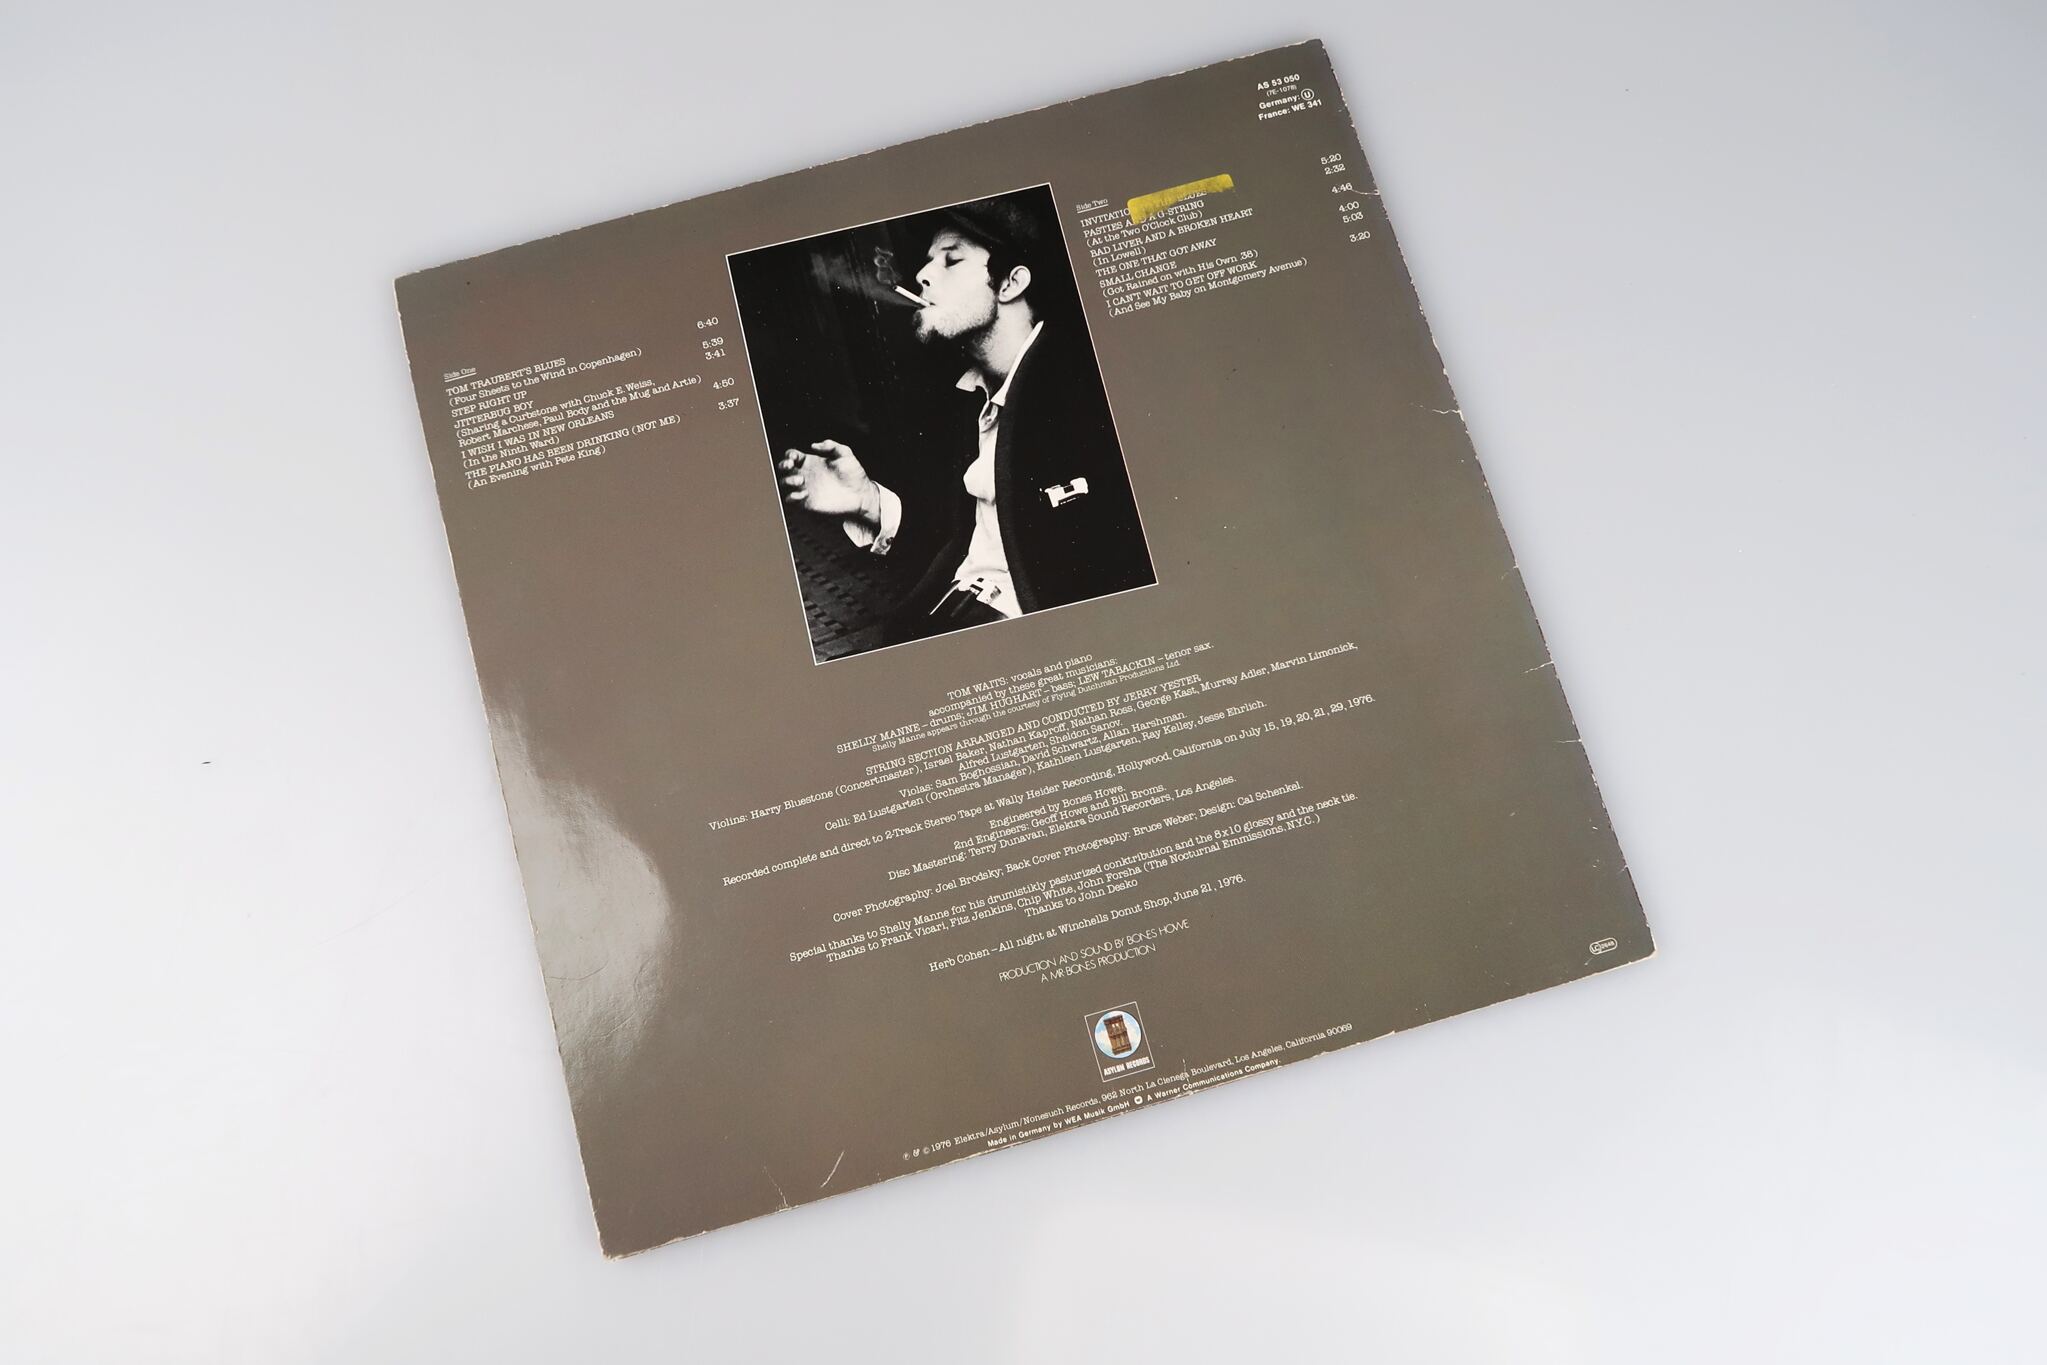 AS 53 050
(7E-1078)
Germany: U
France: WE 341
Side One
TOM TRAUBERT'S BLUES 6:40
(Four Sheets to the Wind in Copenhagen)
STEP RIGHT UP 5:39
JITTERBUG BOY 3:41
(Sharing a Curbstone with Chuck E. Weiss,
Robert Marchese, Paul Body and the Mug and Artie)
I WISH I WAS IN NEW ORLEANS 4:50
(In the Ninth Ward)
THE PIANO HAS BEEN DRINKING (NOT ME) 3:37
(An Evening with Pete King)
Side Two
BLUES 5:20
PASTIES AND A G-STRING 2:32
(At the Two O'Clock Club)
BAD LIVER AND A BROKEN HEART 4:46
(In Lowell)
THE ONE THAT GOT AWAY 4:00
SMALL CHANGE 5:03
(Got Rained on with His Own .38)
I CAN'T WAIT TO GET OFF WORK 3:20
(And See My Baby on Montgomery Avenue)
TOM WAITS: vocals and piano
accompanied by these great musicians:
SHELLY MANNE – drums; JIM HUGHART – bass; LEW TABACKIN – tenor sax.
Shelly Manne appears through the courtesy of Flying Dutchman Productions Ltd.
STRING SECTION ARRANGED AND CONDUCTED BY JERRY YESTER
Violins: Harry Bluestone (Concertmaster), Israel Baker, Nathan Kaproff, Nathan Ross, George Kast, Murray Adler, Marvin Limonick,
Alfred Lustgarten, Sheldon Sanov.
Violas: Sam Boghossian, David Schwartz, Allan Harshman.
Celli: Ed Lustgarten (Orchestra Manager), Kathleen Lustgarten, Ray Kelley, Jesse Ehrlich.
Recorded complete and direct to 2-Track Stereo Tape at Wally Heider Recording, Hollywood, California on July 15, 19, 20, 21, 29, 1976.
Engineered by Bones Howe.
2nd Engineers: Geoff Howe and Bill Broms.
Disc Mastering: Terry Dunavan, Elektra Sound Recorders, Los Angeles.
Cover Photography: Joel Brodsky; Back Cover Photography: Bruce Weber; Design: Cal Schenkel.
Special thanks to Shelly Manne for his drumistikly pasturized conktribution and the 8x10 glossy and the neck tie.
Thanks to Frank Vicari, Fitz Jenkins, Chip White, John Forsha (The Nocturnal Emmissions, N.Y.C.)
Thanks to John Desko
Herb Cohen – All night at Winchells Donut Shop, June 21, 1976.
PRODUCTION AND SOUND BY BONES HOWE
A MR BONES PRODUCTION
LC 2648
ASYLUM RECORDS
℗ & © 1976 Elektra/Asylum/Nonesuch Records, 962 North La Cienega Boulevard, Los Angeles, California 90069
Made in Germany by WEA Musik GmbH A Warner Communications Company.